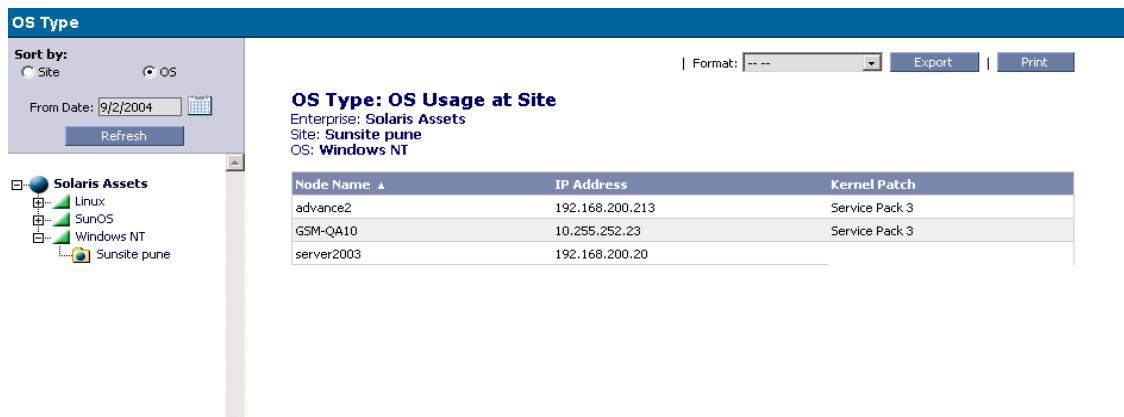 OS Type
Sort by:
Site OS
From Date: 9/2/2004
Refresh
Solaris Assets
Linux
SunOS
Windows NT
Sunsite pune
| Format: -- -- Export | Print
OS Type: OS Usage at Site
Enterprise: Solaris Assets
Site: Sunsite pune
OS: Windows NT
Node Name ▲ IP Address Kernel Patch
advance2 192.168.200.213 Service Pack 3
GSM-QA10 10.255.252.23 Service Pack 3
server2003 192.168.200.20